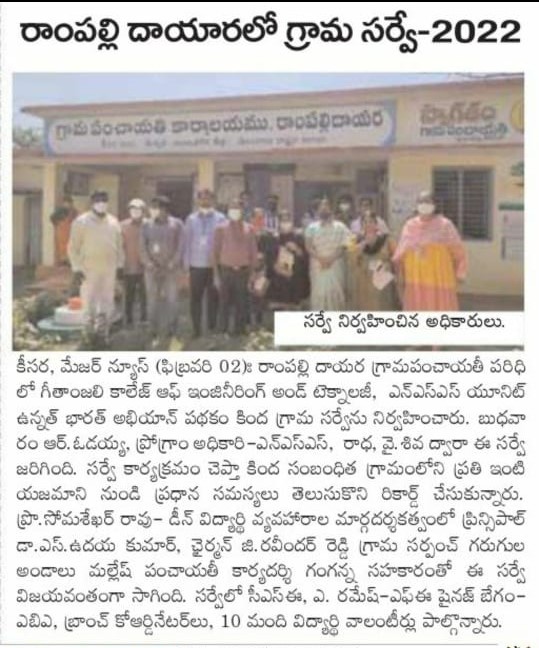 రాంపల్లి దాయారలో గ్రామ సర్వే-2022
గ్రామ పంచాయతి కార్యాలయము, రాంపల్లిదాయర
స్వాగతం
గ్రామ పంచాయతి
సర్వే నిర్వహించిన అధికారులు.
కీసర, మేజర్ న్యూస్ (ఫిబ్రవరి 02): రాంపల్లి దాయర గ్రామపంచాయతీ పరిధి
లో గీతాంజలి కాలేజ్ ఆఫ్ ఇంజినీరింగ్ అండ్ టెక్నాలజీ, ఎన్ఎస్ఎస్ యూనిట్
ఉన్నత్ భారత్ అభియాన్ పథకం కింద గ్రామ సర్వేను నిర్వహించారు. బుధవా
రం ఆర్.ఓదయ్య, ప్రోగ్రాం అధికారి-ఎన్ఎస్ఎస్, రాధ, వై.శివ ద్వారా ఈ సర్వే
జరిగింది. సర్వే కార్యక్రమం చెప్తా కింద సంబంధిత గ్రామంలోని ప్రతి ఇంటి
యజమాని నుండి ప్రధాన సమస్యలు తెలుసుకొని రికార్డ్ చేసుకున్నారు.
ప్రొ.సోమశేఖర్ రావు- డీన్ విద్యార్థి వ్యవహారాల మార్గదర్శకత్వంలో ప్రిన్సిపాల్
డా.ఎస్.ఉదయ కుమార్, ఛైర్మన్ జి.రవీందర్ రెడ్డి గ్రామ సర్పంచ్ గరుగుల
అండాలు మల్లేష్ పంచాయతీ కార్యదర్శి గంగన్న సహకారంతో ఈ సర్వే
విజయవంతంగా సాగింది. సర్వేలో సీఎస్ఈ, ఎ. రమేష్-ఎఫ్ఈ షైనజ్ బేగం-
ఎబిఎ, బ్రాంచ్ కోఆర్డినేటర్లు, 10 మంది విద్యార్థి వాలంటీర్లు పాల్గొన్నారు.